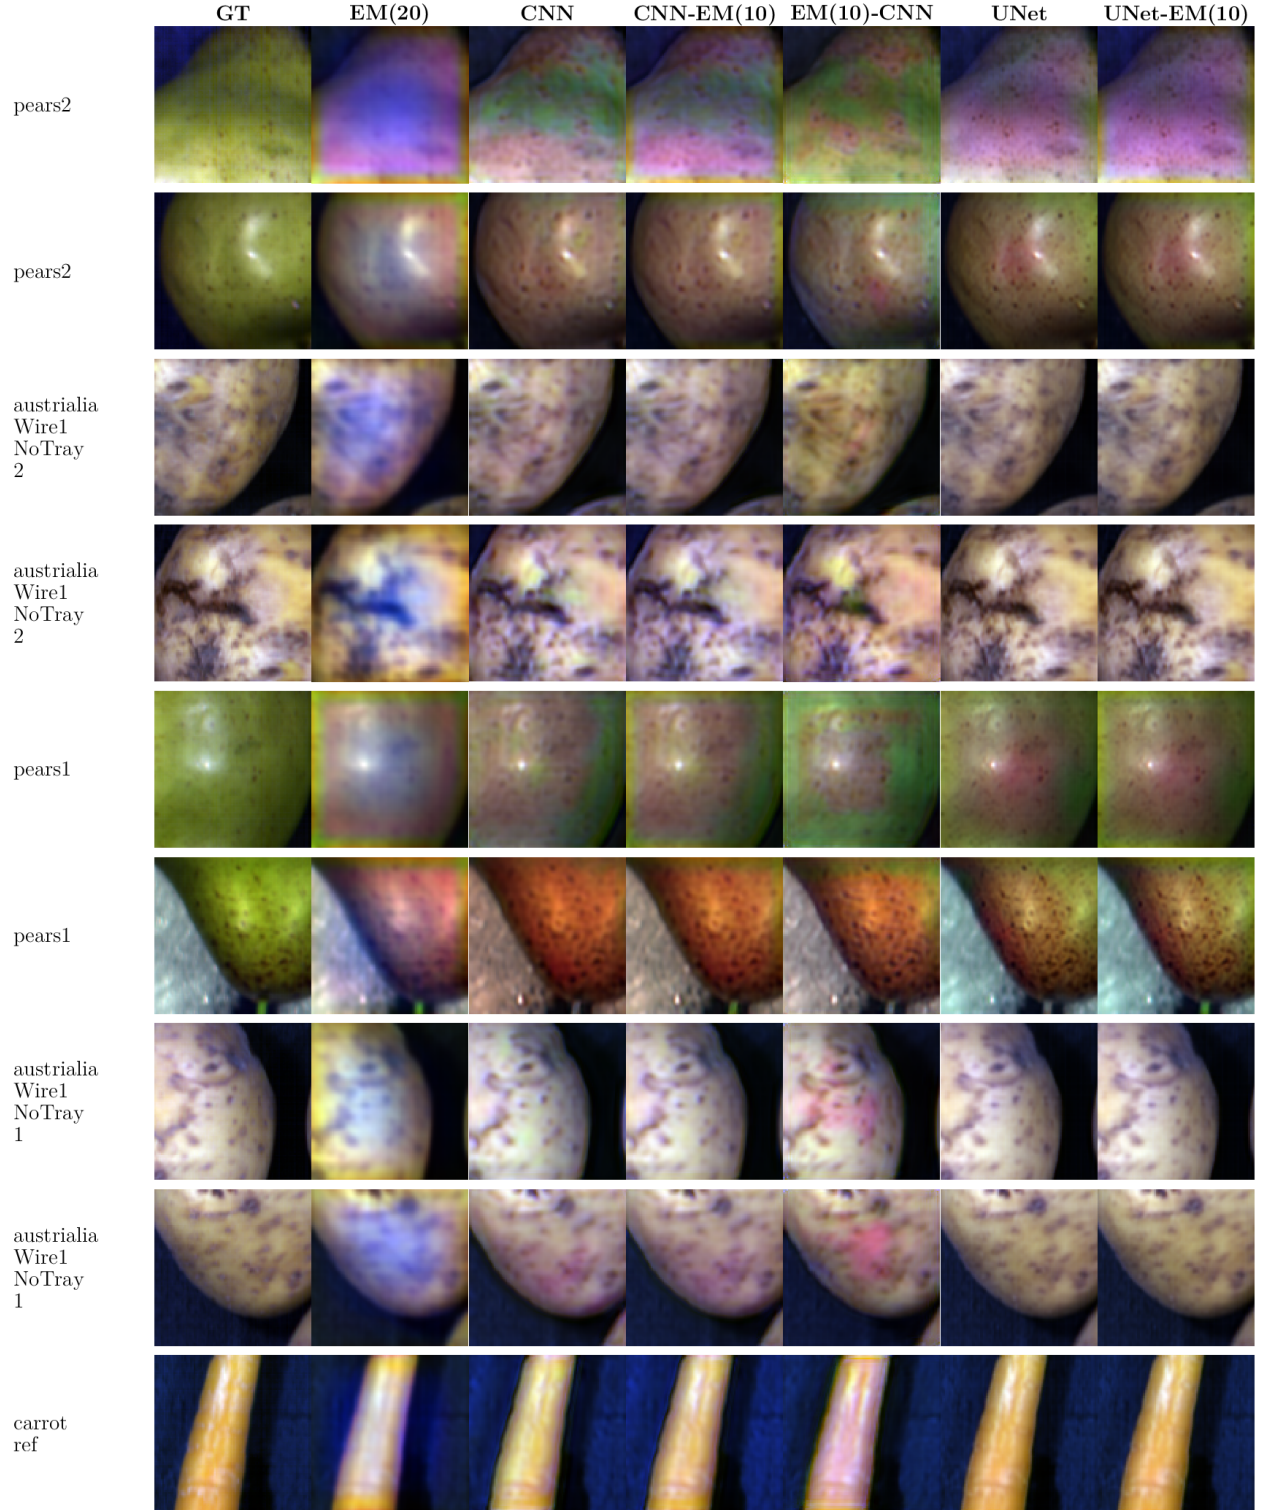 GT EM(20) CNN CNN-EM(10) EM(10)-CNN UNet UNet-EM(10)
pears2
pears2
austrialia
Wire1
NoTray
2
austrialia
Wire1
NoTray
2
pears1
pears1
austrialia
Wire1
NoTray
1
austrialia
Wire1
NoTray
1
carrot
ref